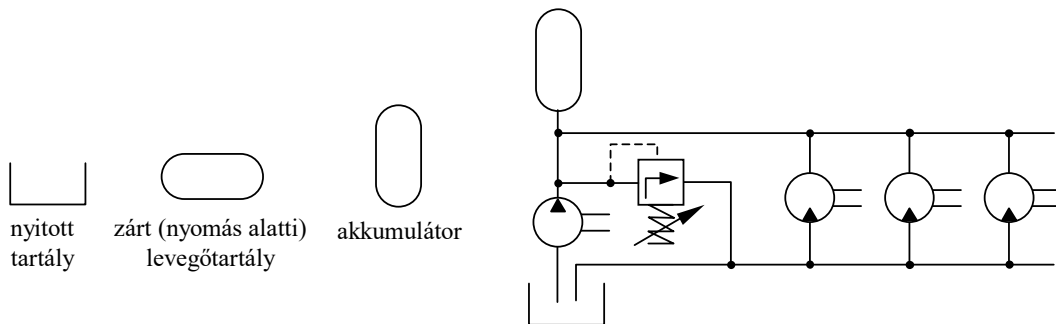 nyitott
tartály
zárt (nyomás alatti)
levegőtartály
akkumulátor